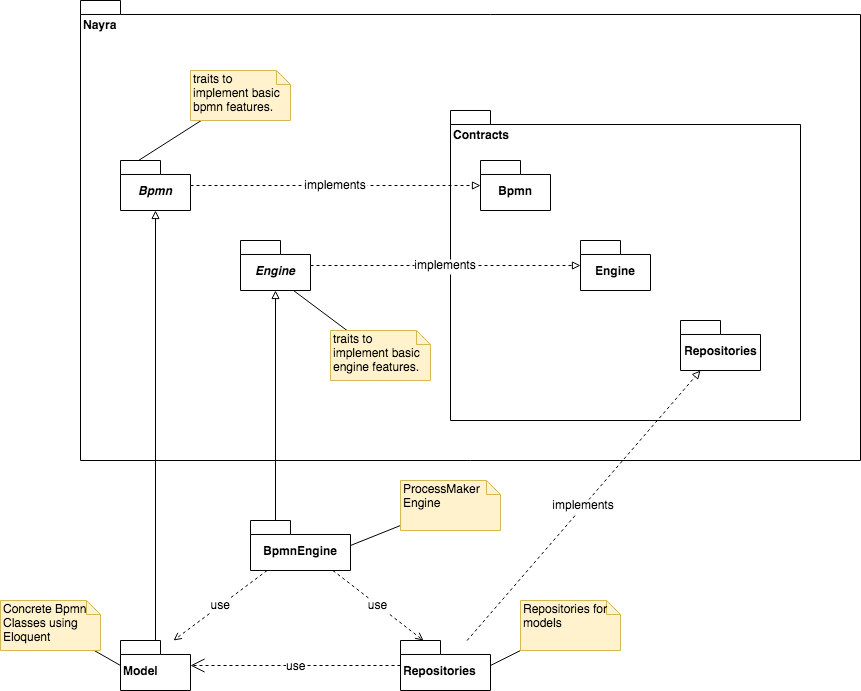 Nayra
traits to
implement basic
bpmn features.
Contracts
Bpmn
implements
Bpmn
Engine
implements
Engine
traits to
implement basic
engine features.
Repositories
ProcessMaker
Engine
implements
BpmnEngine
Concrete Bpmn
Classes using
Eloquent
use
use
Repositories for
models
Model
use
Repositories